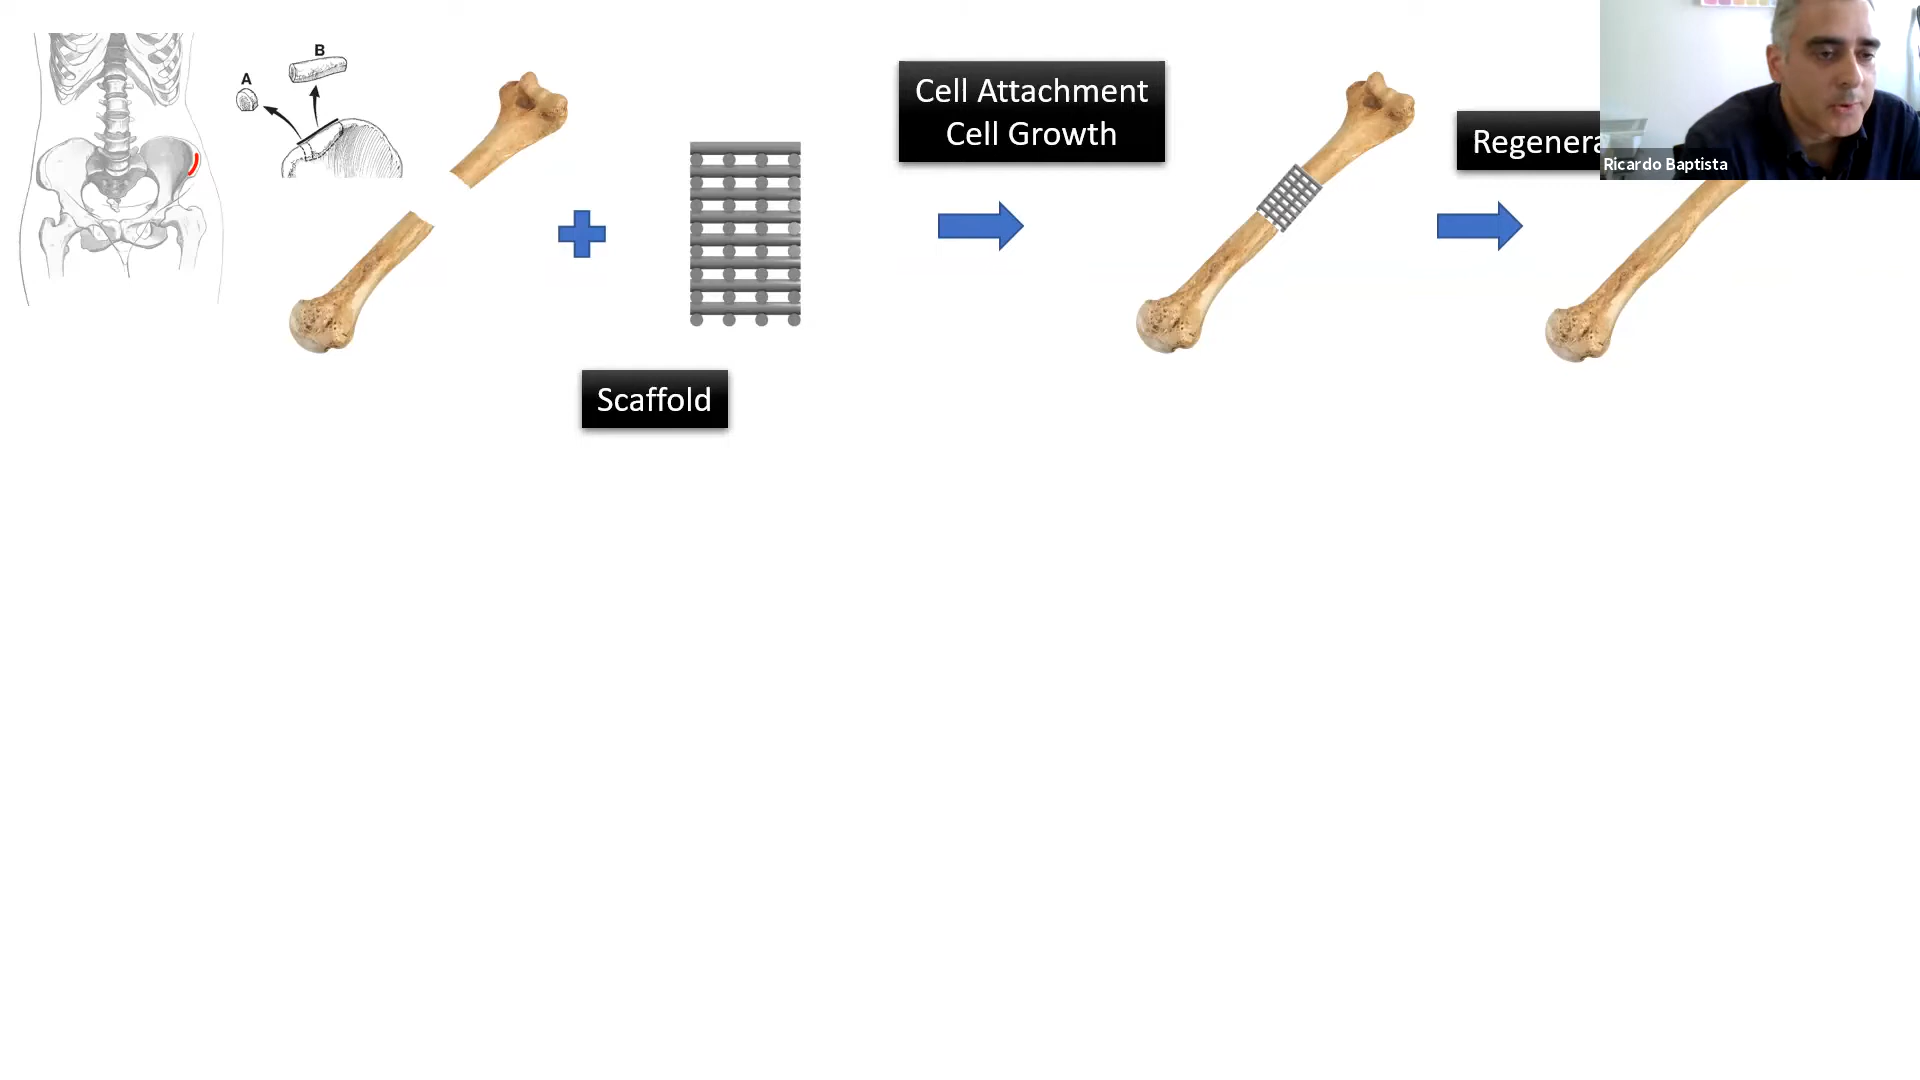 A
B
Cell Attachment
Cell Growth
Scaffold
Ricardo Baptista